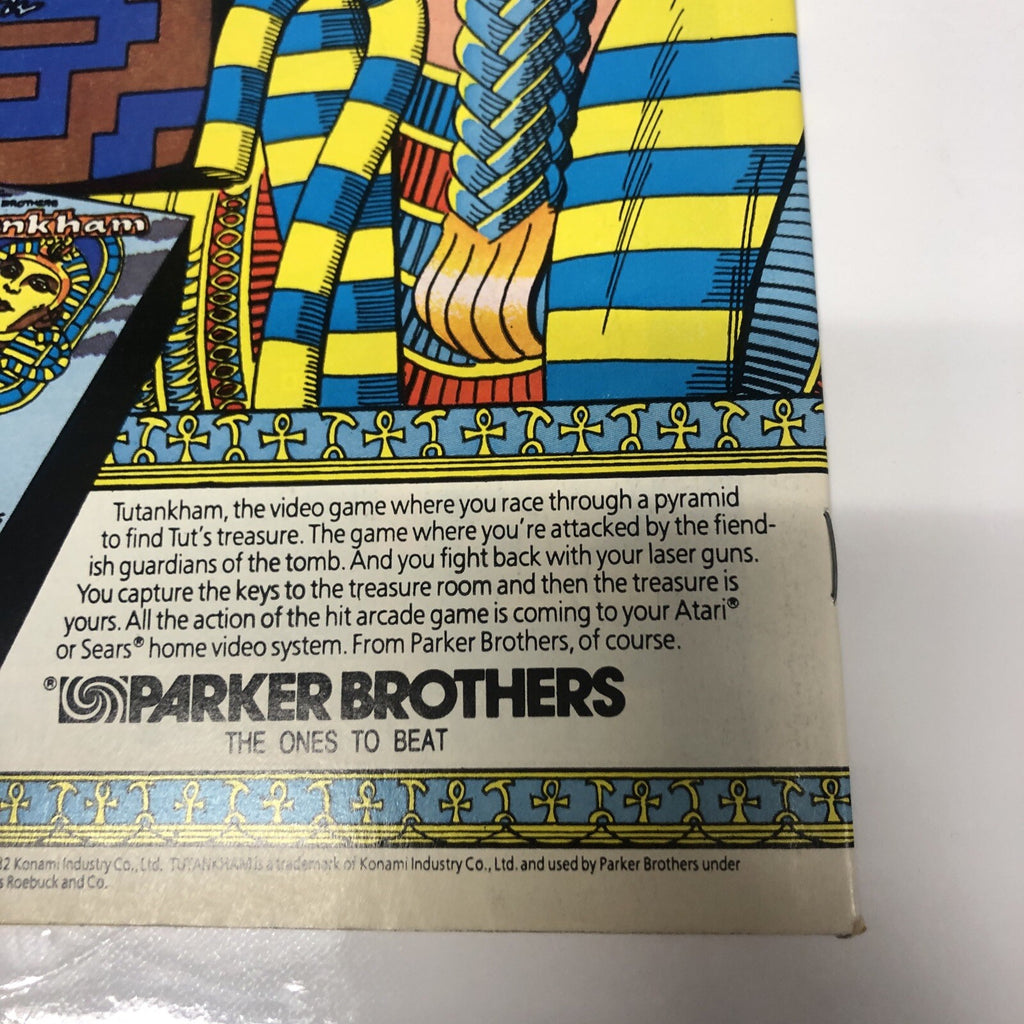 BROTHERS
nkham
Tutankham, the video game where you race through a pyramid
to find Tut's treasure. The game where you're attacked by the fiend-
ish guardians of the tomb. And you fight back with your laser guns.
You capture the keys to the treasure room and then the treasure is
yours. All the action of the hit arcade game is coming to your Atari®
or Sears® home video system. From Parker Brothers, of course.
® PARKER BROTHERS
THE ONES TO BEAT
32 Konami Industry Co., Ltd. TUTANKHAM is a trademark of Konami Industry Co., Ltd. and used by Parker Brothers under
s Roebuck and Co.